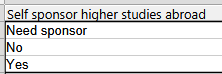 Self sponsor higher studies abroad
Need sponsor
No
Yes